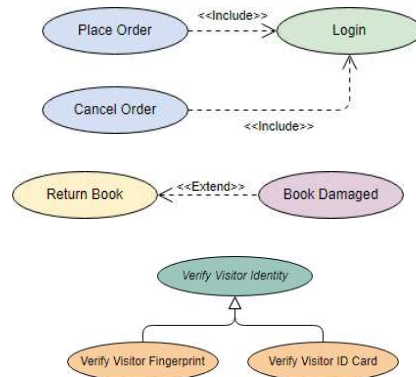 Place Order
<<Include>>
Login
Cancel Order
<<Include>>
Return Book
<<Extend>>
Book Damaged
Verify Visitor Identity
Verify Visitor Fingerprint
Verify Visitor ID Card